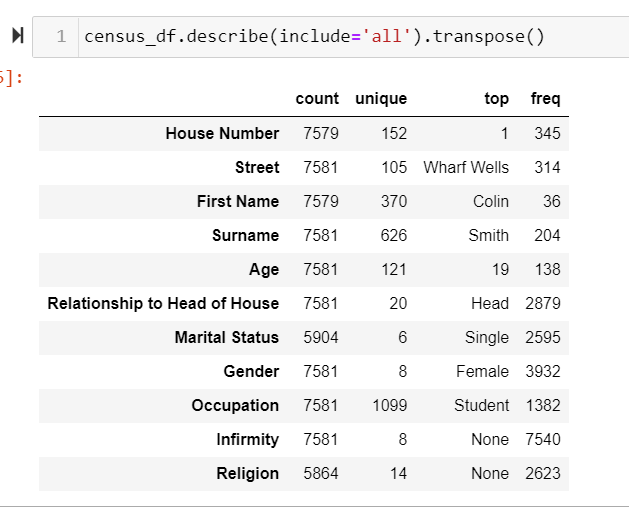 1 census_df.describe(include='all').transpose()
5]:
count unique top freq
House Number 7579 152 1 345
Street 7581 105 Wharf Wells 314
First Name 7579 370 Colin 36
Surname 7581 626 Smith 204
Age 7581 121 19 138
Relationship to Head of House 7581 20 Head 2879
Marital Status 5904 6 Single 2595
Gender 7581 8 Female 3932
Occupation 7581 1099 Student 1382
Infirmity 7581 8 None 7540
Religion 5864 14 None 2623